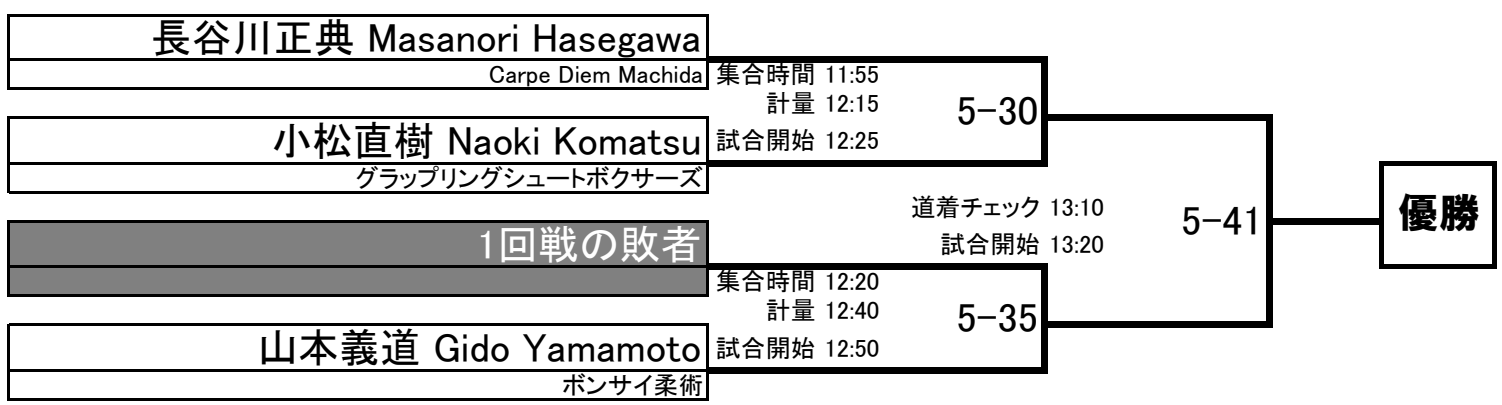 長谷川正典 Masanori Hasegawa
Carpe Diem Machida
集合時間 11:55
計量 12:15
5-30
小松直樹 Naoki Komatsu
試合開始 12:25
グラップリングシュートボクサーズ
道着チェック 13:10
試合開始 13:20
5-41
優勝
1回戦の敗者
集合時間 12:20
計量 12:40
5-35
山本義道 Gido Yamamoto
試合開始 12:50
ボンサイ柔術